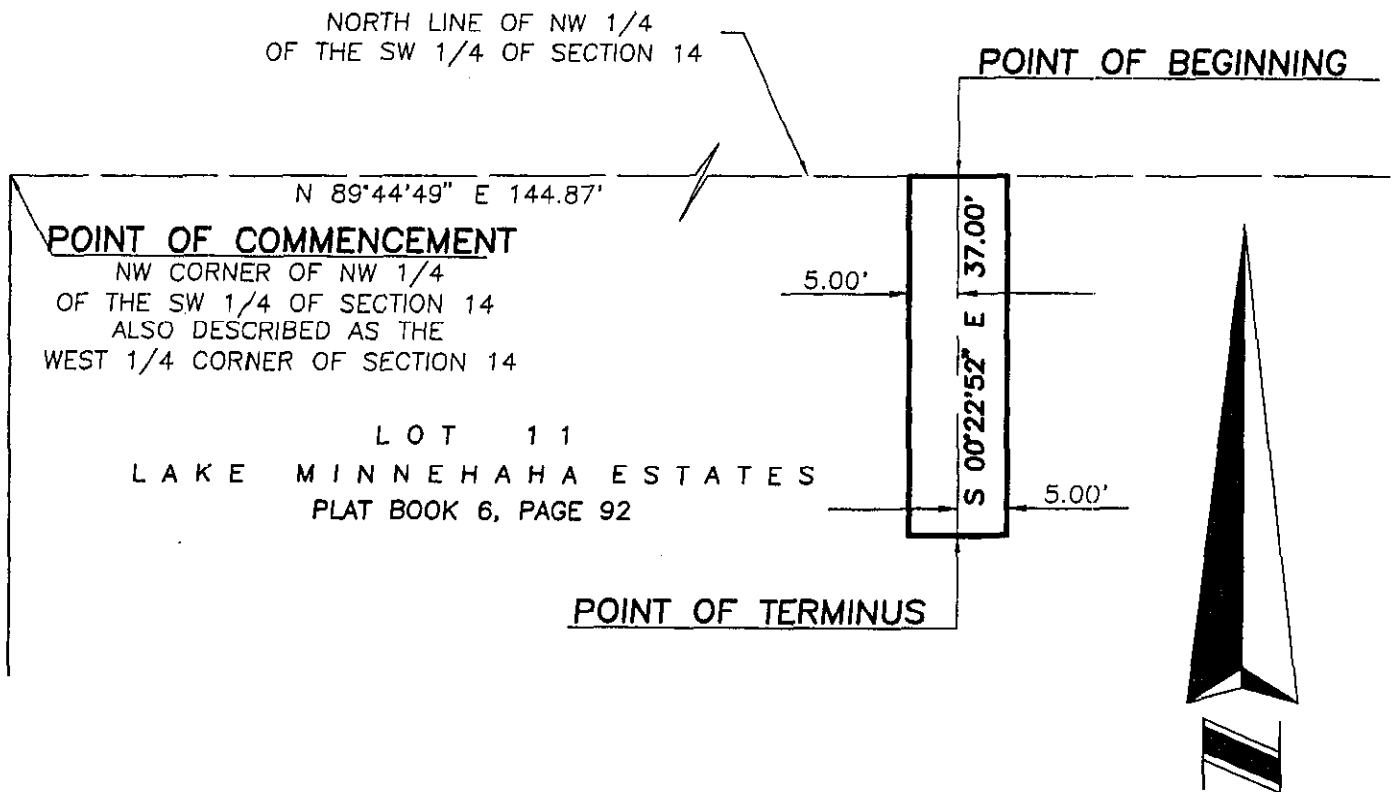 NORTH LINE OF NW 1/4
OF THE SW 1/4 OF SECTION 14
POINT OF BEGINNING
N 89°44'49" E 144.87'
POINT OF COMMENCEMENT
NW CORNER OF NW 1/4
OF THE SW 1/4 OF SECTION 14
ALSO DESCRIBED AS THE
WEST 1/4 CORNER OF SECTION 14
5.00'
S 00°22'52" E 37.00'
LOT 11
LAKE MINNEHAHA ESTATES
PLAT BOOK 6, PAGE 92
5.00'
POINT OF TERMINUS